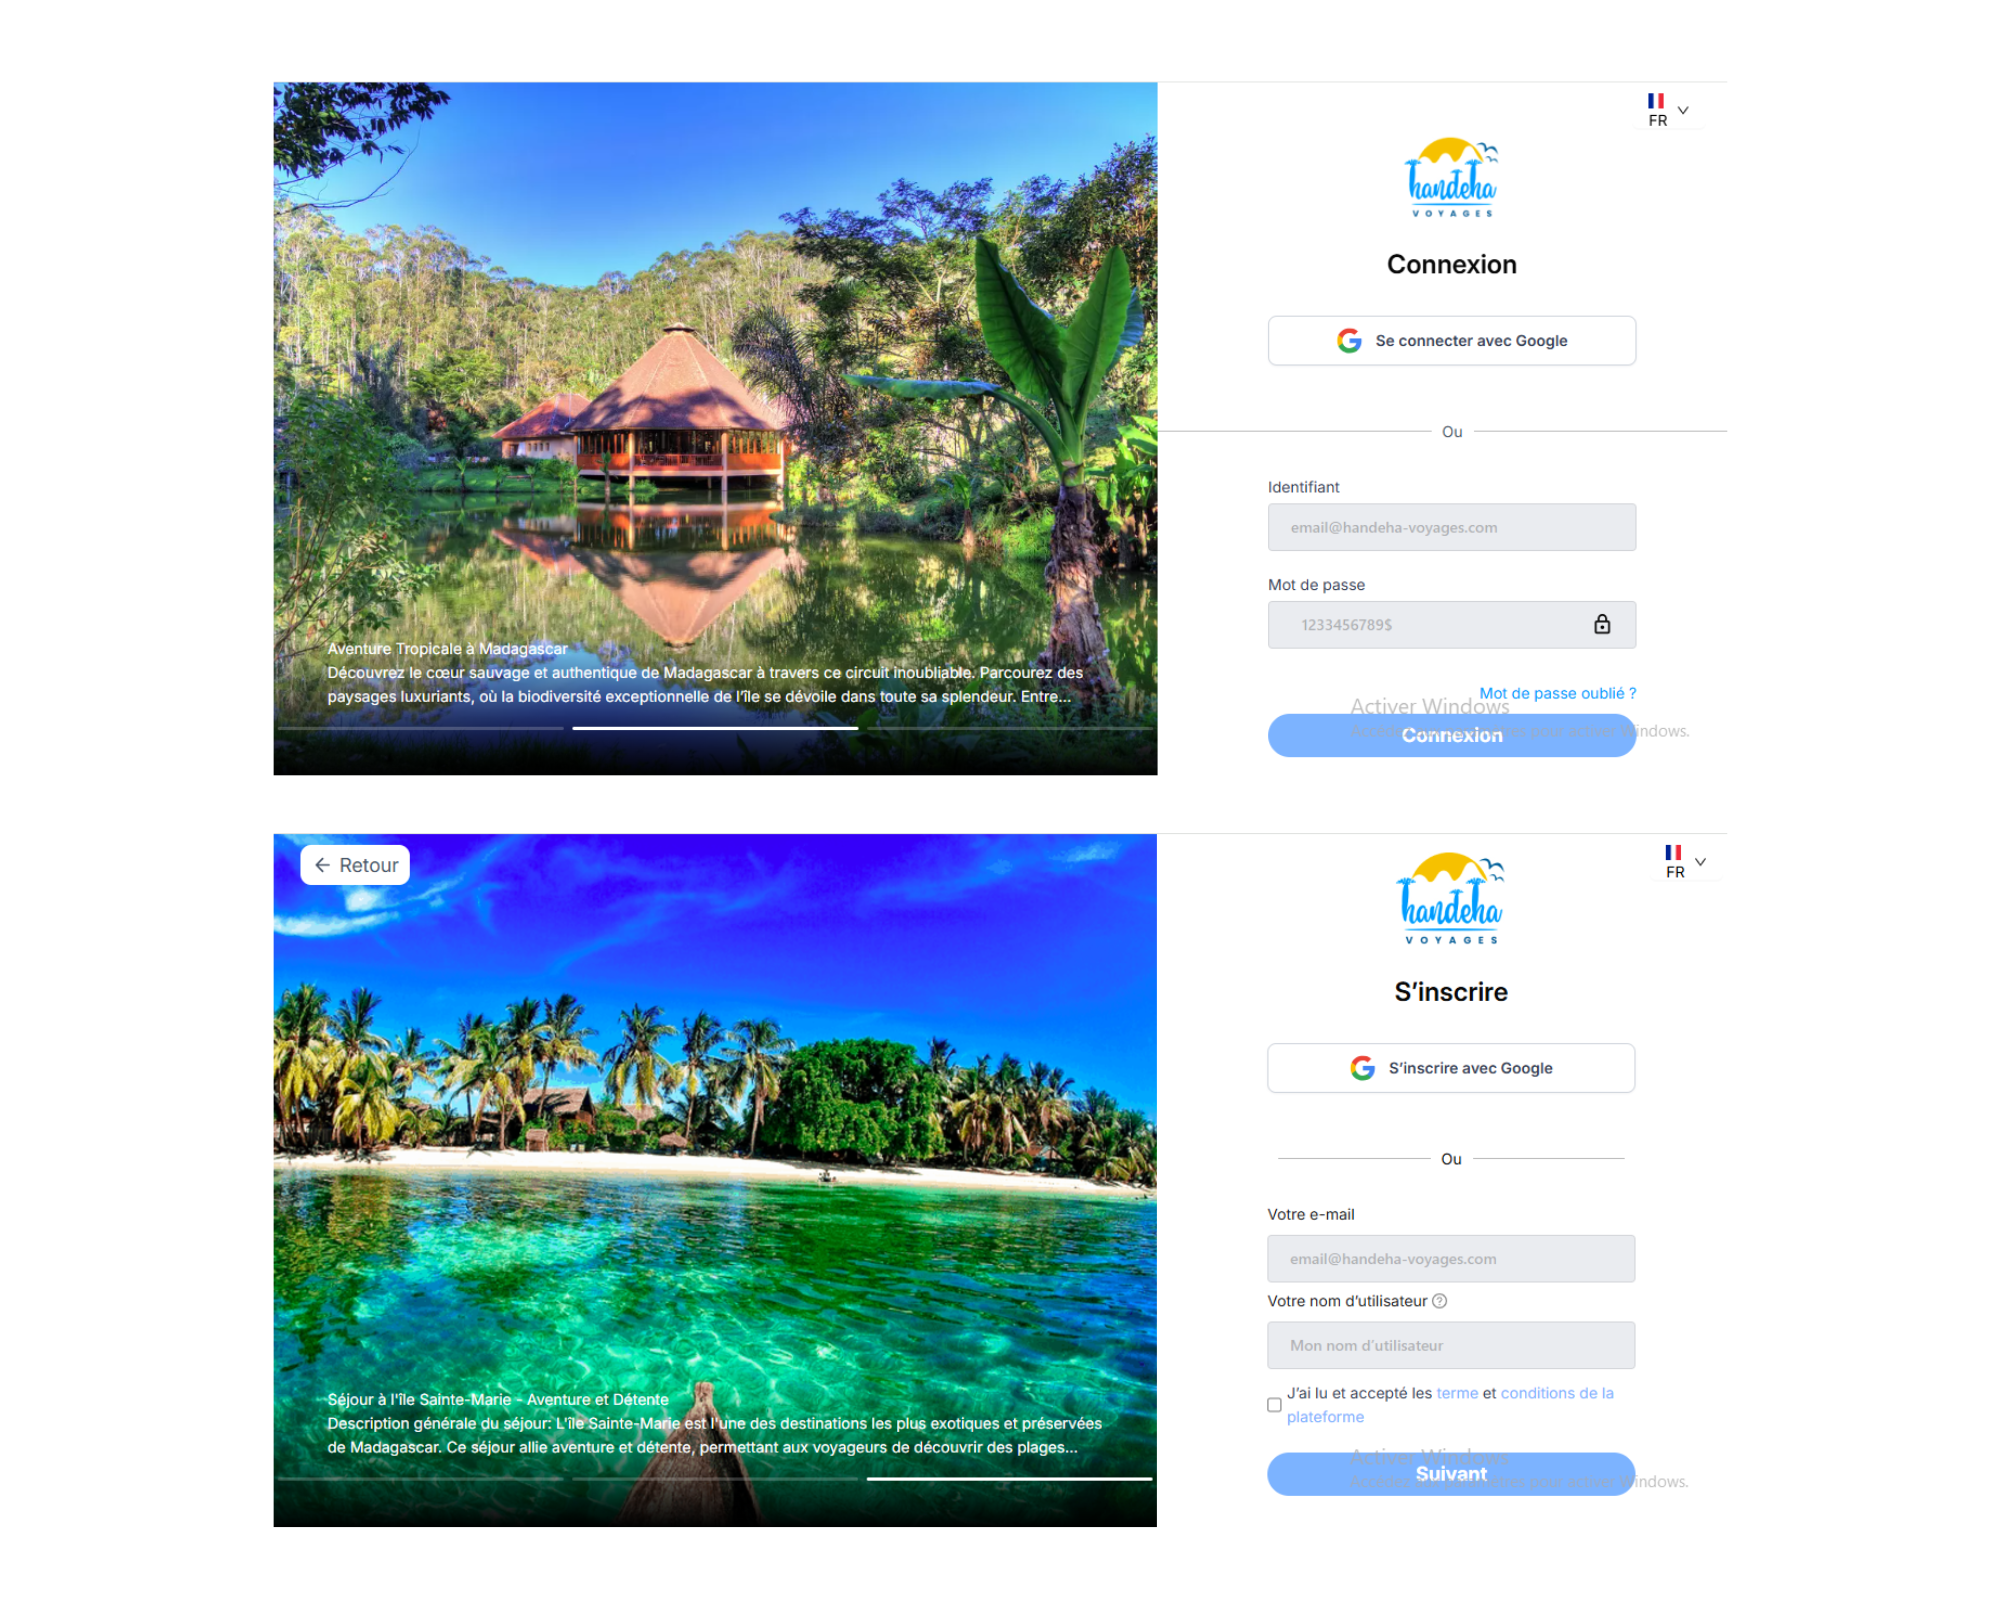 FR
handeha
VOYAGES
Connexion
Se connecter avec Google
Ou
Identifiant
email@handeha-voyages.com
Mot de passe
1233456789$
Mot de passe oublié ?
Activer Windows
Connexion
indows.
Aventure Tropicale à Madagascar
Découvrez le cœur sauvage et authentique de Madagascar à travers ce circuit inoubliable. Parcourez des
paysages luxuriants, où la biodiversité exceptionnelle de l'île se dévoile dans toute sa splendeur. Entre...
Retour
FR
handeha
VOYAGES
S'inscrire
S'inscrire avec Google
Ou
Votre e-mail
email@handeha-voyages.com
Votre nom d'utilisateur
Mon nom d'utilisateur
J'ai lu et accepté les terme et conditions de la
plateforme
Activer Windows
Suivant
indows.
Séjour à l'île Sainte-Marie - Aventure et Détente
Description générale du séjour: L'île Sainte-Marie est l'une des destinations les plus exotiques et préservées
de Madagascar. Ce séjour allie aventure et détente, permettant aux voyageurs de découvrir des plages...